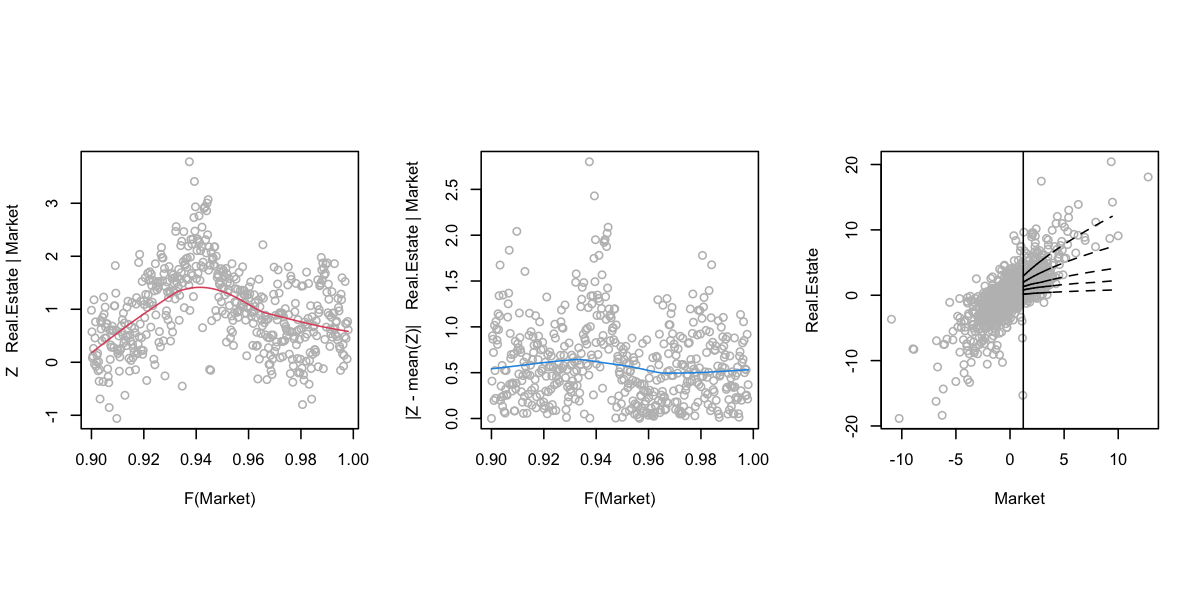 Z   Real.Estate | Market
3
2
1
0
-1
0.90 0.92 0.94 0.96 0.98 1.00
F(Market)
|Z - mean(Z)|   Real.Estate | Market
2.5
2.0
1.5
1.0
0.5
0.0
0.90 0.92 0.94 0.96 0.98 1.00
F(Market)
Real.Estate
20
10
0
-10
-20
-10 -5 0 5 10
Market